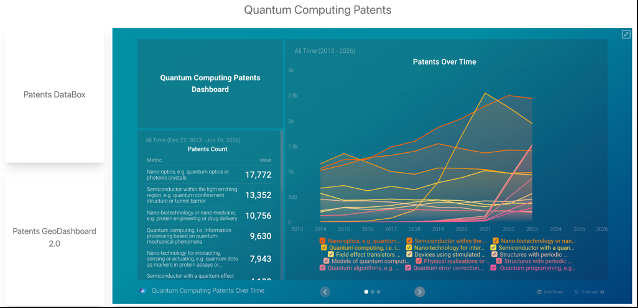 Quantum Computing Patents
Patents DataBox
Patents GeoDashboard
2.0
Quantum Computing Patents
Dashboard
All Time (Dec 27, 2013 - Jun 19, 2026)
Patents Count
Metric Value
Nano-optics, e.g. quantum optics or
photonic crystals
17,772
Semiconductor within the light emitting
region, e.g. quantum confinement
structure or tunnel barrier
13,352
Nano-biotechnology or nano-medicine,
e.g. protein engineering or drug delivery
10,756
Quantum computing, i.e. information
processing based on quantum-
mechanical phenomena
9,630
Nano technology for interacting,
sensing or actuating, e.g. quantum dots
as markers in protein assays or...
7,943
Semiconductor with a quantum effect
All Time (2013 - 2026)
Patents Over Time
3k
2.5k
1.5k
1k
500
0
2013 2014 2015 2016 2017 2018 2019 2020 2021 2022 2023 2025 2026
Nano-optics, e.g. quantum... Semiconductor within the ... Nano-biotechnology or nan...
Quantum computing, i.e. i... Nano-technology for inter... Semiconductor with a quan...
Field effect transistors ... Devices using stimulated ... Structures with periodic ...
Models of quantum computi... Physical realisations or ... Structures with periodic ...
Quantum algorithms, e.g. ... Quantum error correction, ... Quantum programming, e.g....
Quantum Computing Patents Over Time
Date Range